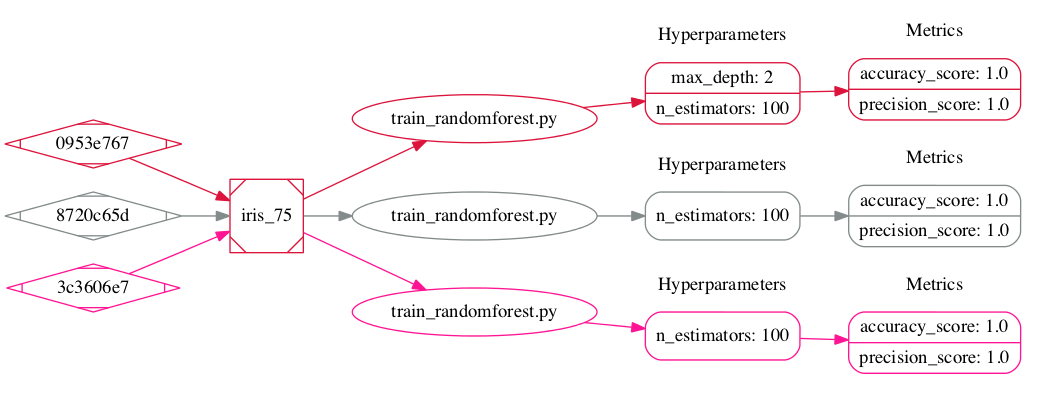 0953e767
8720c65d
3c3606e7
iris_75
train_randomforest.py
Hyperparameters
max_depth: 2
n_estimators: 100
Metrics
accuracy_score: 1.0
precision_score: 1.0
train_randomforest.py
Hyperparameters
n_estimators: 100
Metrics
accuracy_score: 1.0
precision_score: 1.0
train_randomforest.py
Hyperparameters
n_estimators: 100
Metrics
accuracy_score: 1.0
precision_score: 1.0